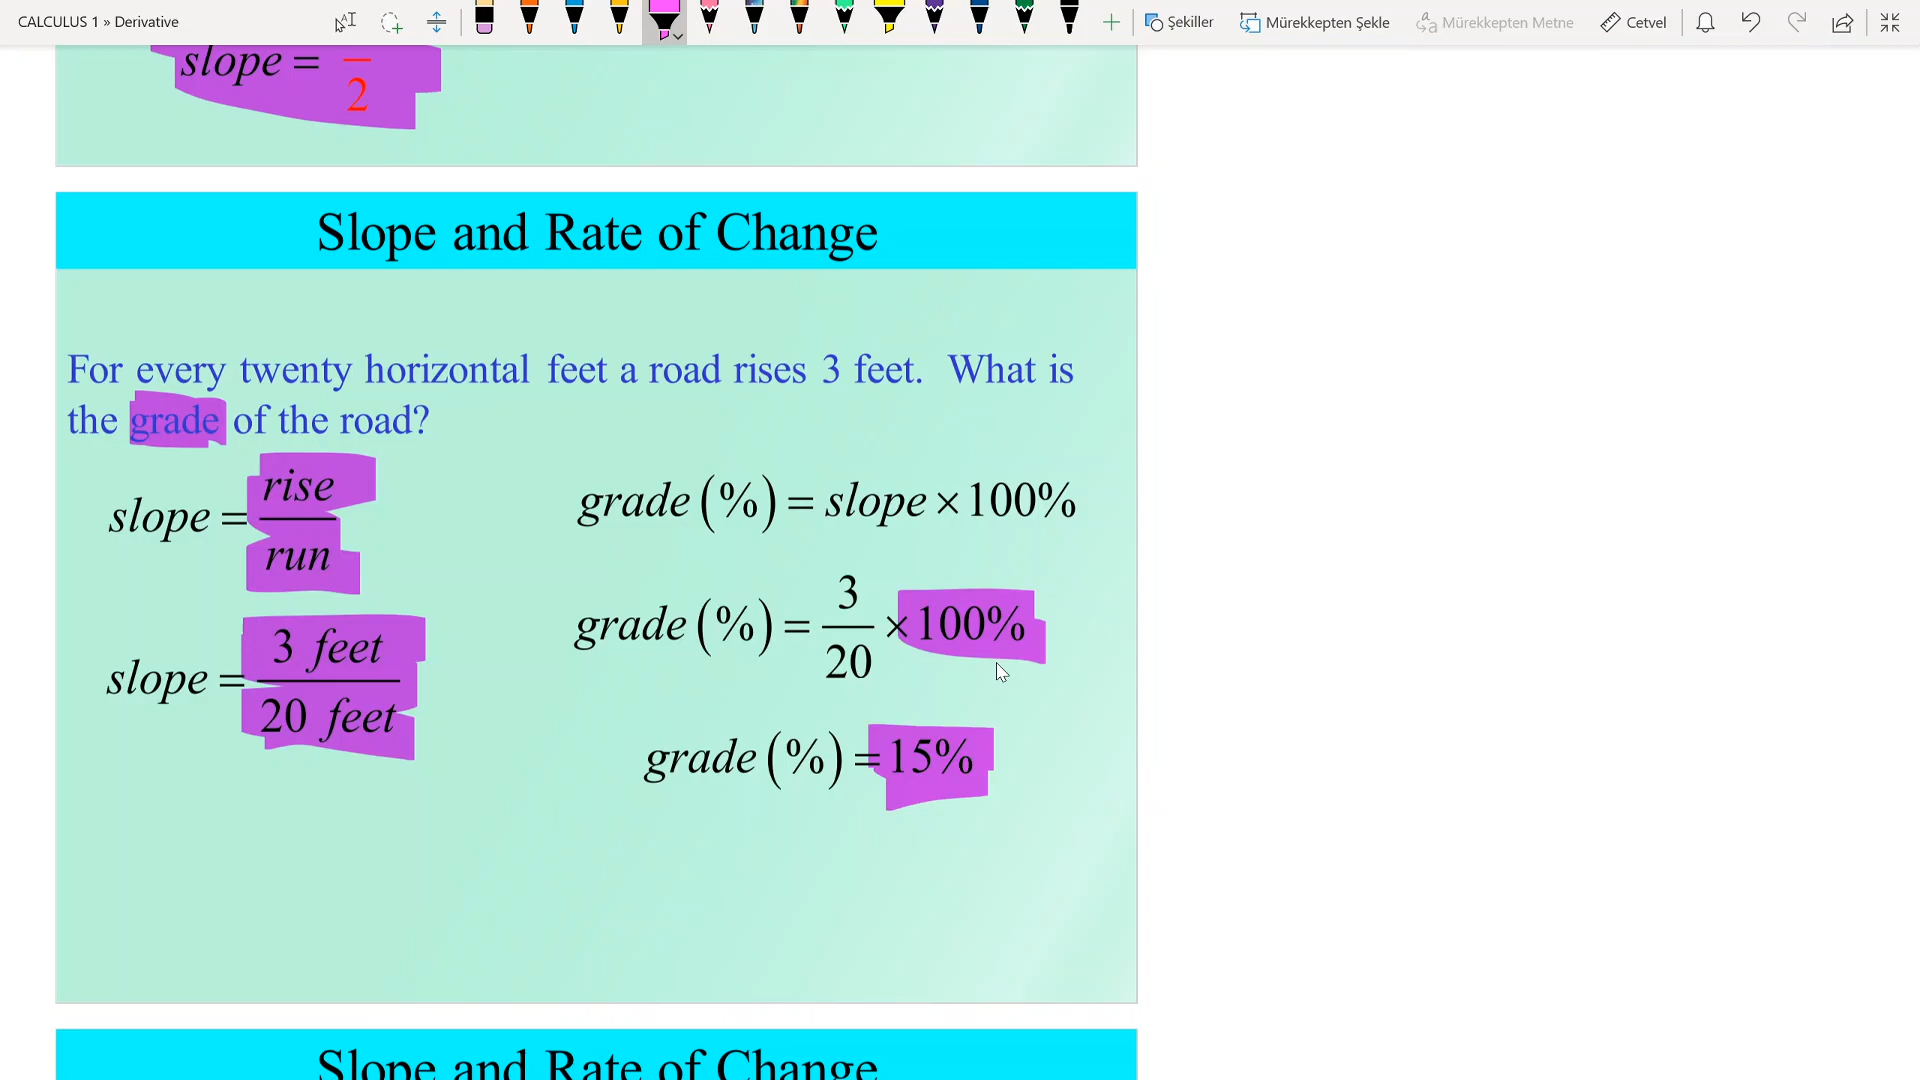 CALCULUS 1 » Derivative
Şekiller
Mürekkepten Şekle
Mürekkepten Metne
Cetvel
slope = – 2
Slope and Rate of Change
For every twenty horizontal feet a road rises 3 feet. What is
the grade of the road?
slope = rise / run
grade (%) = slope × 100%
slope = 3 feet / 20 feet
grade (%) = 3 / 20 × 100%
grade (%) = 15%
Slope and Rate of Change